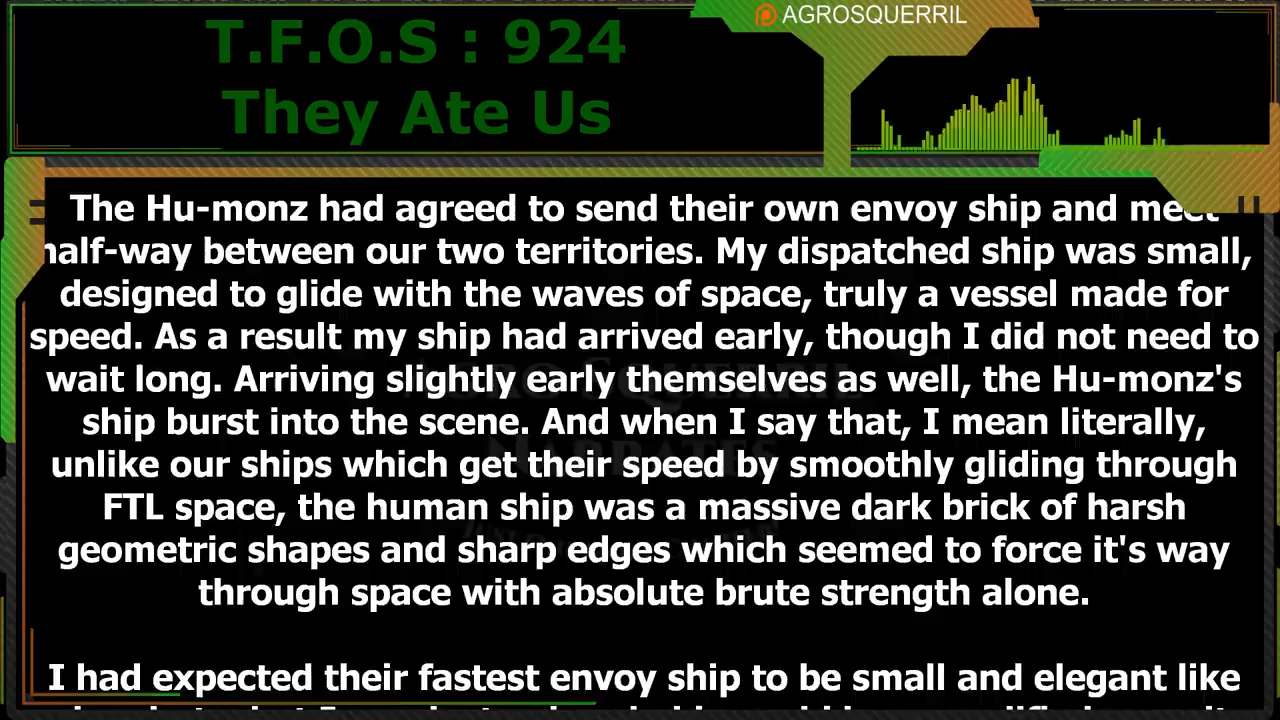 AGROSQUERRIL
T.F.O.S : 924
They Ate Us
The Hu-monz had agreed to send their own envoy ship and meet
half-way between our two territories. My dispatched ship was small,
designed to glide with the waves of space, truly a vessel made for
speed. As a result my ship had arrived early, though I did not need to
wait long. Arriving slightly early themselves as well, the Hu-monz's
ship burst into the scene. And when I say that, I mean literally,
unlike our ships which get their speed by smoothly gliding through
FTL space, the human ship was a massive dark brick of harsh
geometric shapes and sharp edges which seemed to force it's way
through space with absolute brute strength alone.
I had expected their fastest envoy ship to be small and elegant like